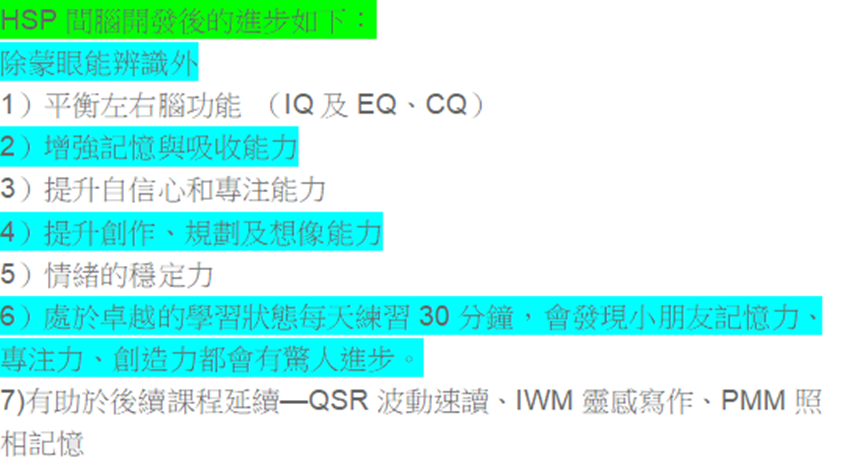 HSP 間腦開發後的進步如下：
除蒙眼能辨識外
1）平衡左右腦功能 （IQ 及 EQ、CQ）
2）增強記憶與吸收能力
3）提升自信心和專注能力
4）提升創作、規劃及想像能力
5）情緒的穩定力
6）處於卓越的學習狀態每天練習 30 分鐘，會發現小朋友記憶力、
專注力、創造力都會有驚人進步。
7)有助於後續課程延續—QSR 波動速讀、IWM 靈感寫作、PMM 照
相記憶